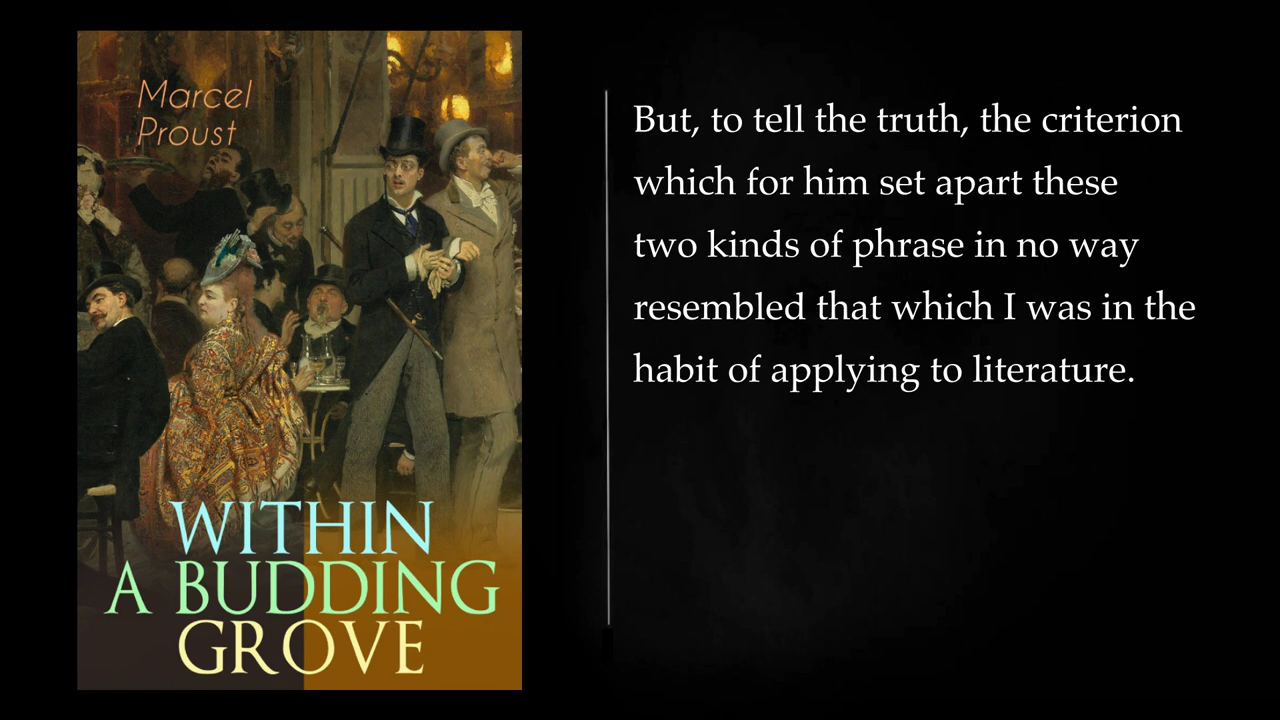 Marcel
Proust
WITHIN
A BUDDING
GROVE
But, to tell the truth, the criterion
which for him set apart these
two kinds of phrase in no way
resembled that which I was in the
habit of applying to literature.